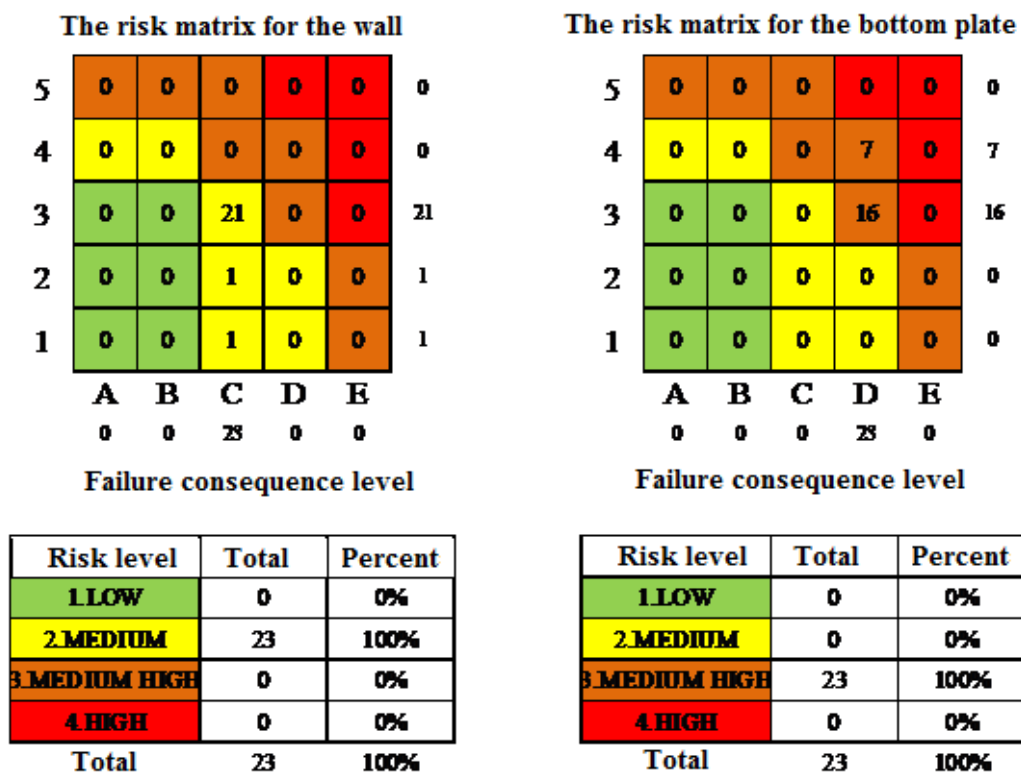 The risk matrix for the wall
5 0 0 0 0 0 0
4 0 0 0 0 0 0
3 0 0 21 0 0 21
2 0 0 1 0 0 1
1 0 0 1 0 0 1
A B C D E
0 0 23 0 0
Failure consequence level
Risk level Total Percent
1.LOW 0 0%
2.MEDIUM 23 100%
3.MEDIUM HIGH 0 0%
4.HIGH 0 0%
Total 23 100%
The risk matrix for the bottom plate
5 0 0 0 0 0 0
4 0 0 0 7 0 7
3 0 0 0 16 0 16
2 0 0 0 0 0 0
1 0 0 0 0 0 0
A B C D E
0 0 0 23 0
Failure consequence level
Risk level Total Percent
1.LOW 0 0%
2.MEDIUM 0 0%
3.MEDIUM HIGH 23 100%
4.HIGH 0 0%
Total 23 100%